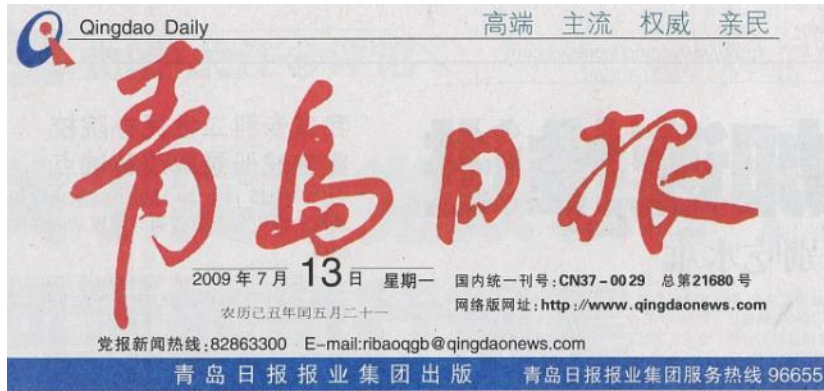 Qingdao Daily
高端 主流 权威 亲民
青岛日报
2009年7月13日 星期一
国内统一刊号:CN37-0029 总第21680号
农历己丑年闰五月二十一
网络版网址:http://www.qingdaonews.com
党报新闻热线:82863300 E-mail:ribaoqgb@qingdaonews.com
青岛日报报业集团出版 青岛日报报业集团服务热线 96655